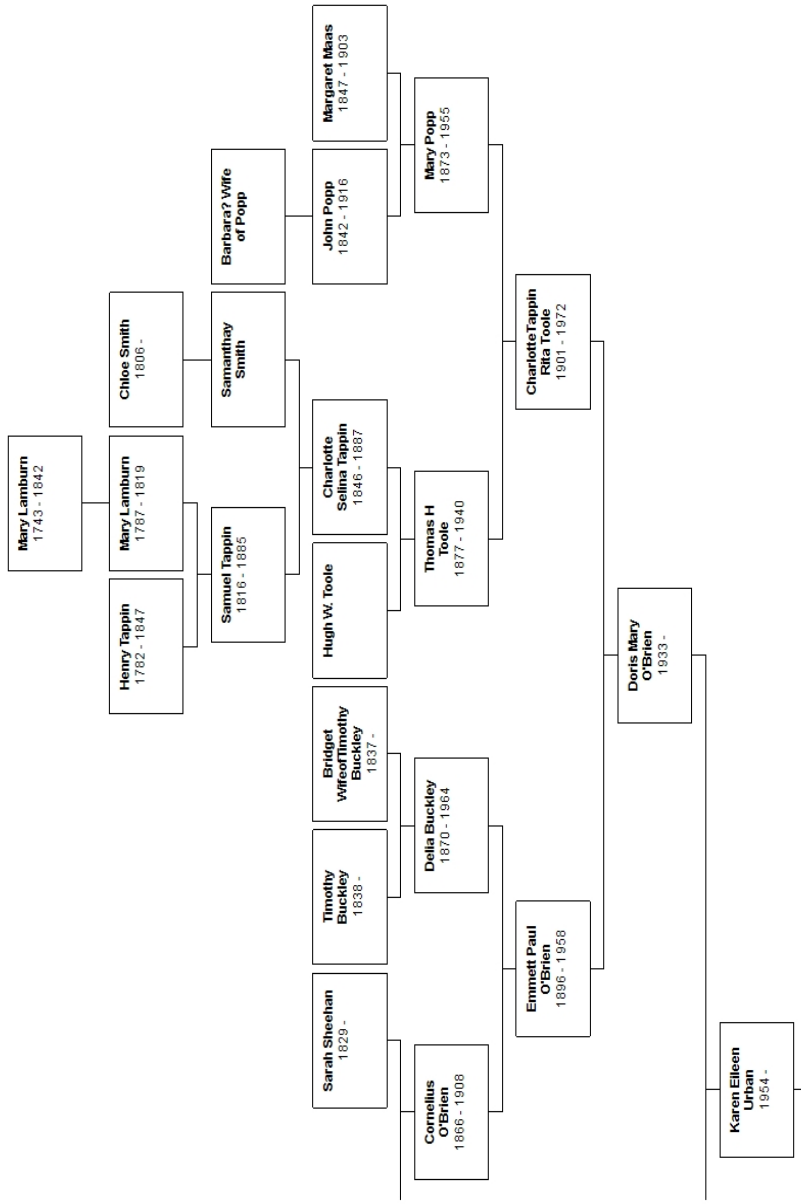 Mary Lamburn
1743 - 1842
Henry Tappin
1782 - 1847
Mary Lamburn
1787 - 1819
Chloe Smith
1806 -
Samuel Tappin
1816 - 1885
Samanthay
Smith
Barbara? Wife
of Popp
Sarah Sheehan
1829 -
Timothy
Buckley
1838 -
Bridget
WifeofTimothy
Buckley
1837 -
Hugh W. Toole
Charlotte
Selina Tappin
1846 - 1887
John Popp
1842 - 1916
Margaret Maas
1847 - 1903
Cornelius
O'Brien
1866 - 1908
Delia Buckley
1870 - 1964
Thomas H
Toole
1877 - 1940
Mary Popp
1873 - 1955
Emmett Paul
O'Brien
1896 - 1958
CharlotteTappin
Rita Toole
1901 - 1972
Doris Mary
O'Brien
1933 -
Karen Eileen
Urban
1954 -